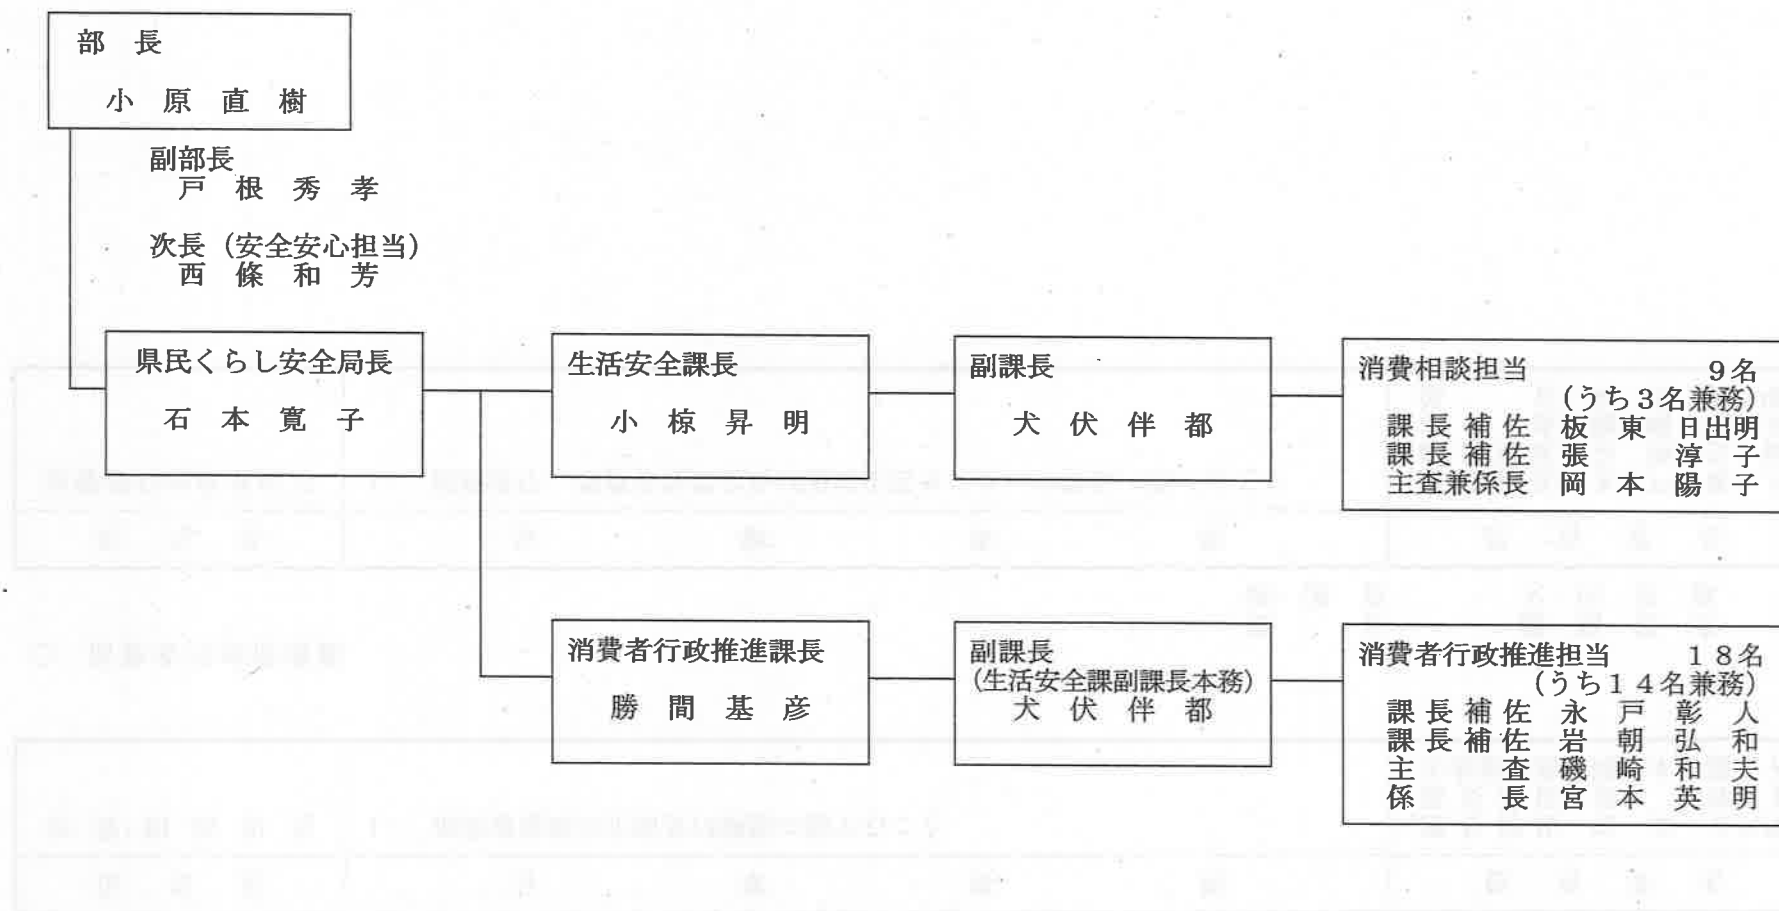 部　長
小　原　直　樹
副部長
戸　根　秀　孝
次長（安全安心担当）
西　條　和　芳
県民くらし安全局長
石　本　寛　子
生活安全課長
小　椋　昇　明
副課長
犬　伏　伴　都
消費相談担当　９名
（うち３名兼務）
課長補佐　板　東　日出明
課長補佐　張　淳　子
主査兼係長　岡　本　陽　子
消費者行政推進課長
勝　間　基　彦
副課長
（生活安全課副課長本務）
犬　伏　伴　都
消費者行政推進担当　１８名
（うち１４名兼務）
課長補佐　永　戸　彰　人
課長補佐　岩　朝　弘　和
主　査　磯　崎　和　夫
係　長　宮　本　英　明